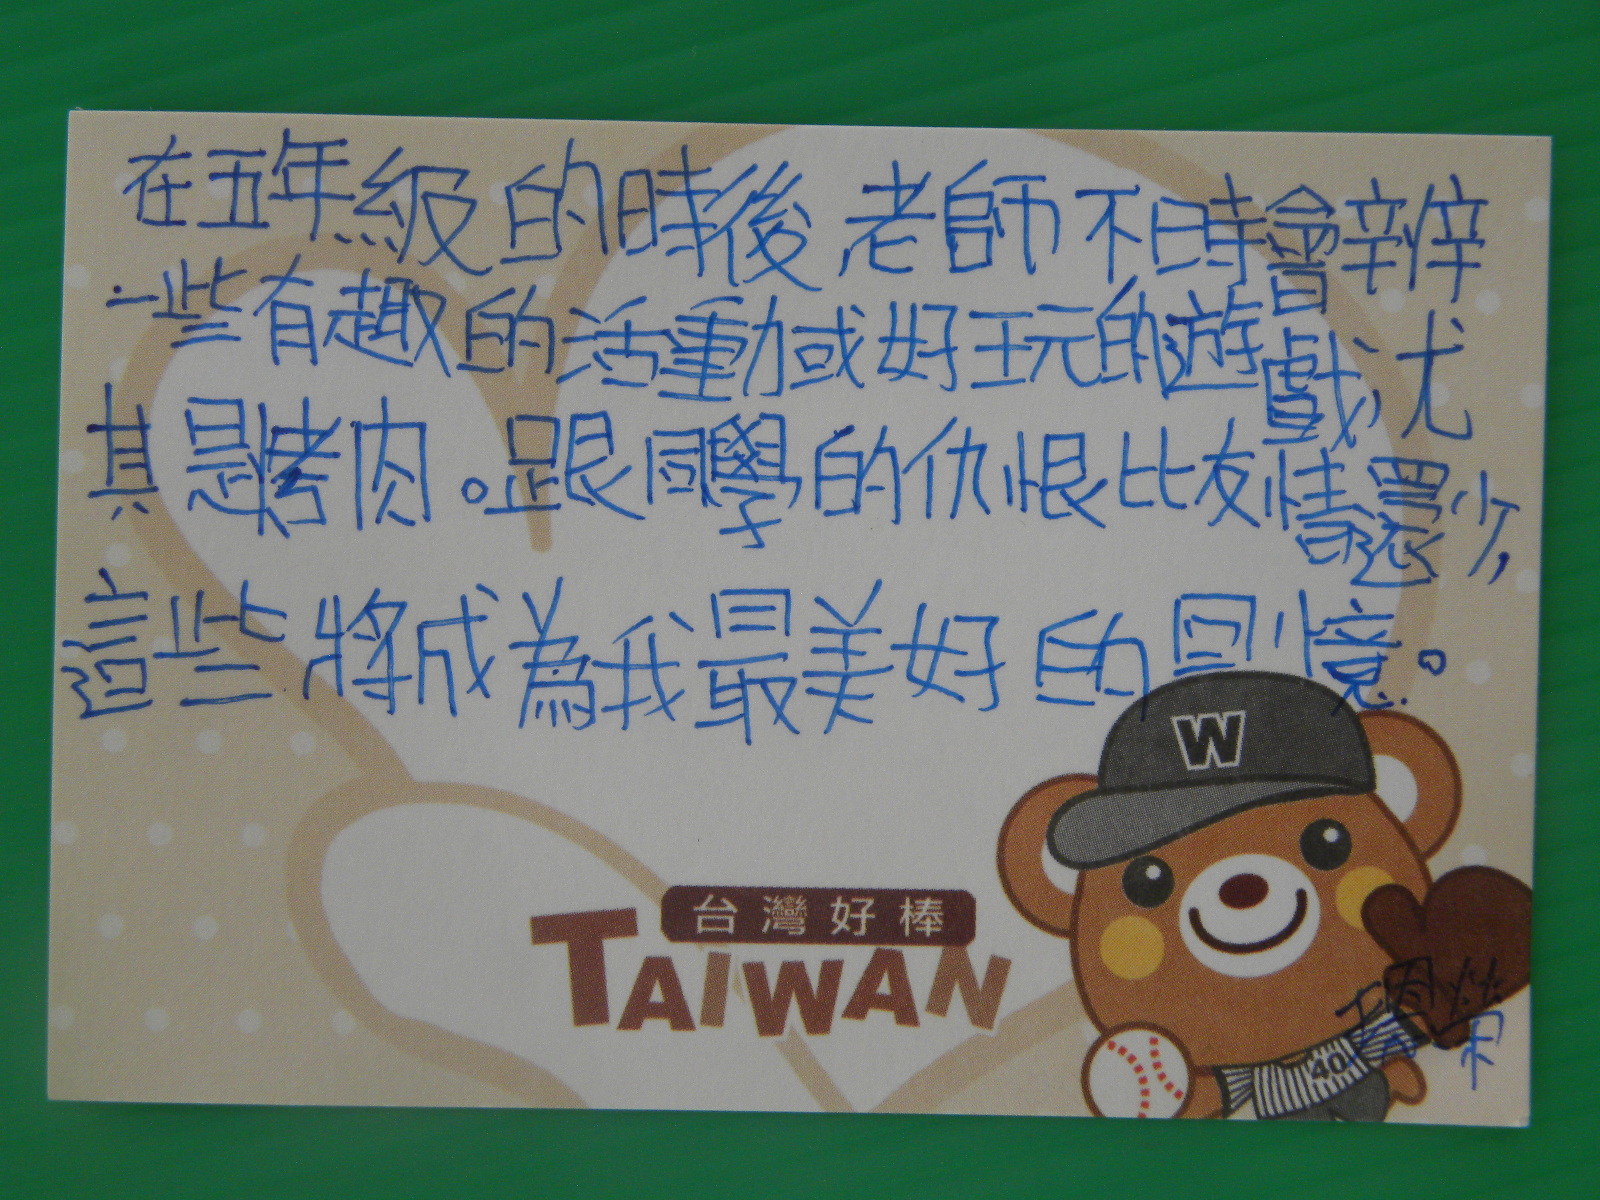 在五年級的時後老師不時會辦
一些有趣的活動或好玩的遊戲尤
其是烤肉。跟同學的仇恨比友情還少,
這些將成為我最美好的回憶。
W
台灣好棒
TAIWAN
40